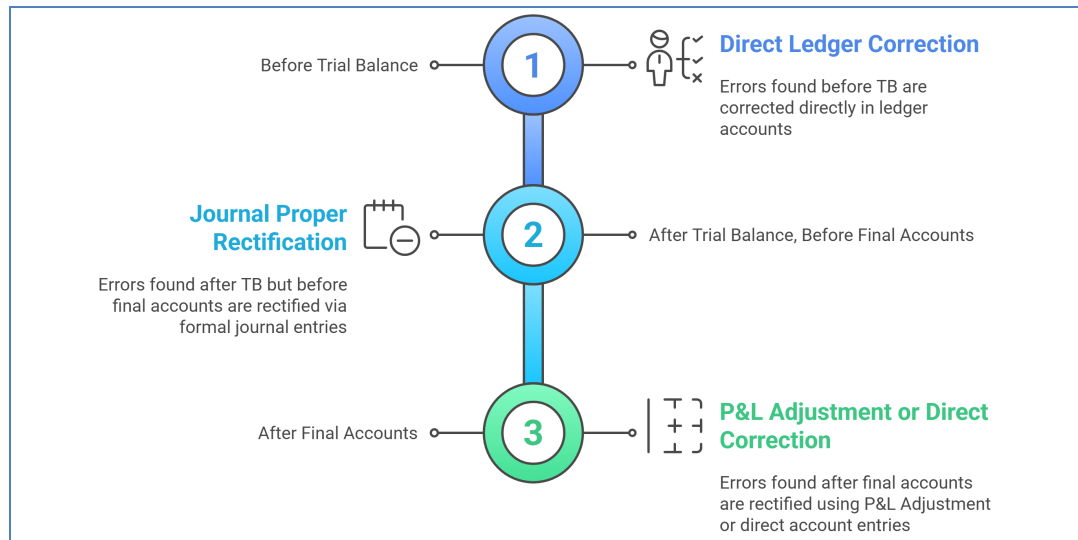 Before Trial Balance
1
Direct Ledger Correction
Errors found before TB are
corrected directly in ledger
accounts
Journal Proper
Rectification
Errors found after TB but before
final accounts are rectified via
formal journal entries
2
After Trial Balance, Before Final Accounts
After Final Accounts
3
P&L Adjustment or Direct
Correction
Errors found after final accounts
are rectified using P&L Adjustment
or direct account entries